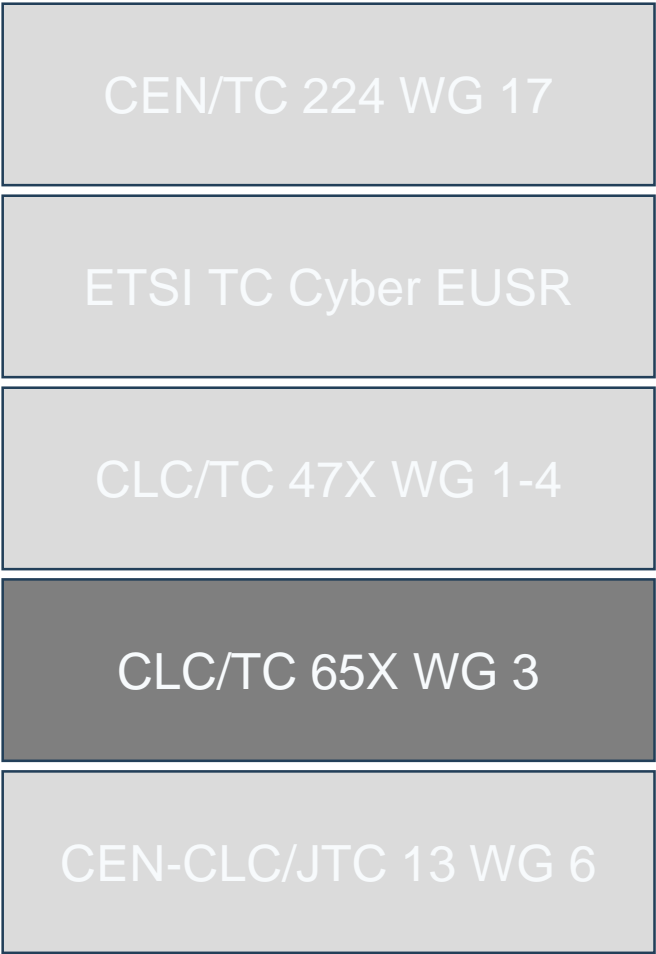 CEN/TC 224 WG 17
ETSI TC Cyber EUSR
CLC/TC 47X WG 1-4
CLC/TC 65X WG 3
CEN-CLC/JTC 13 WG 6